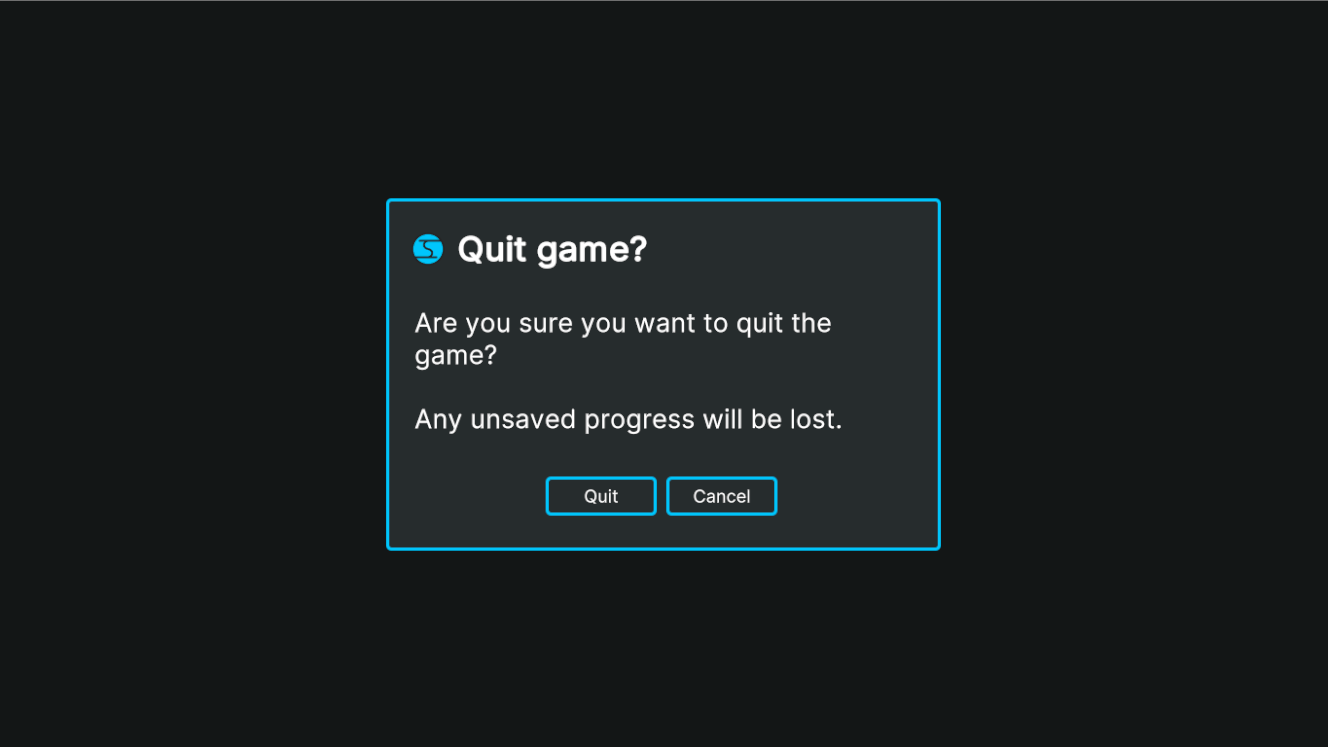 Quit game?
Are you sure you want to quit the
game?
Any unsaved progress will be lost.
Quit
Cancel